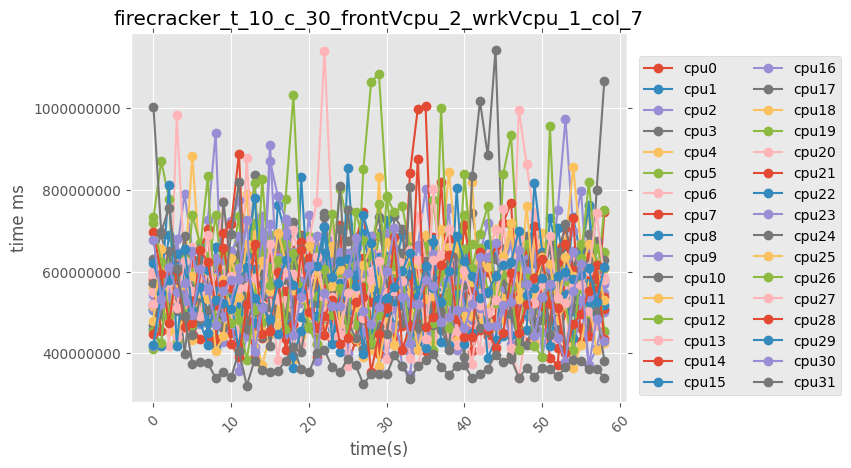 firecracker_t_10_c_30_frontVcpu_2_wrkVcpu_1_col_7
time ms
1000000000
800000000
600000000
400000000
0
10
20
30
40
50
60
time(s)
cpu0
cpu1
cpu2
cpu3
cpu4
cpu5
cpu6
cpu7
cpu8
cpu9
cpu10
cpu11
cpu12
cpu13
cpu14
cpu15
cpu16
cpu17
cpu18
cpu19
cpu20
cpu21
cpu22
cpu23
cpu24
cpu25
cpu26
cpu27
cpu28
cpu29
cpu30
cpu31